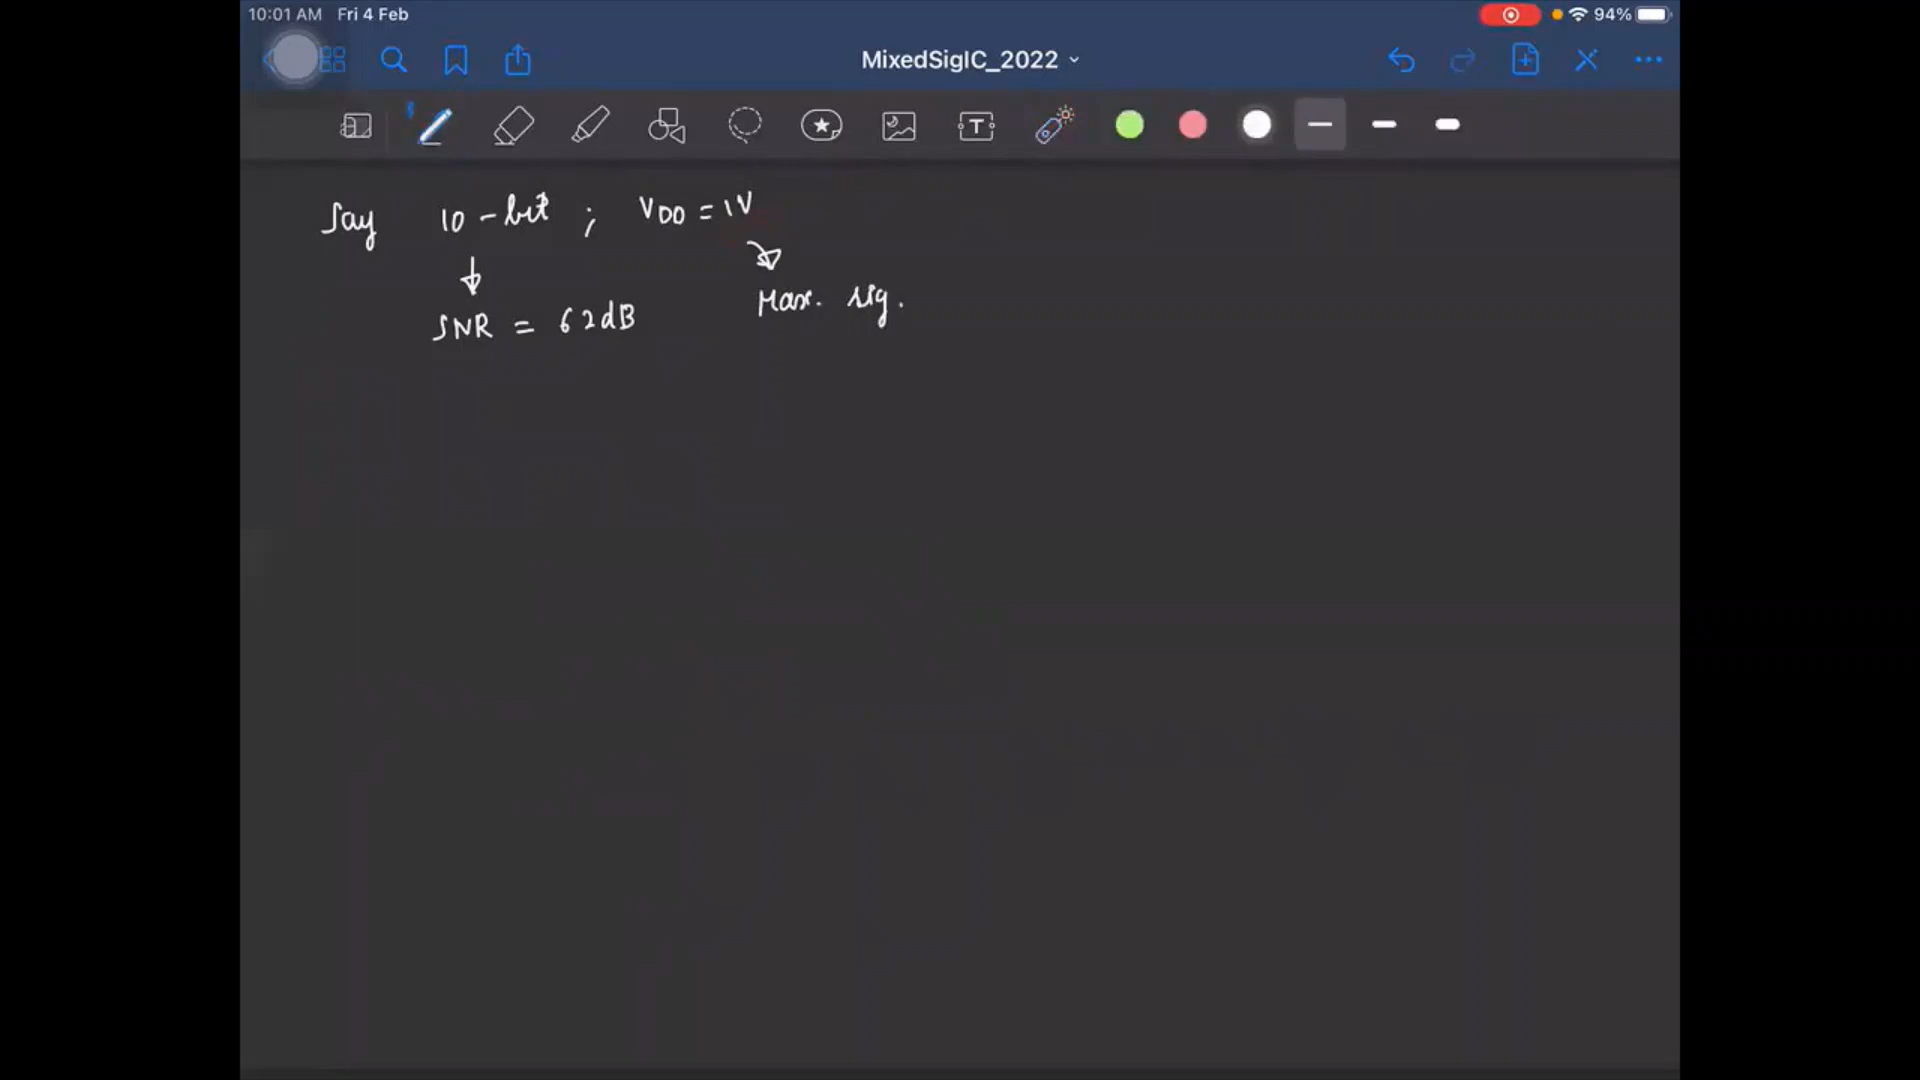 10:01 AM Fri 4 Feb 94%
MixedSigIC_2022
T
Say 10-bit ; VDD = 1V
Max. sig.
SNR = 62dB